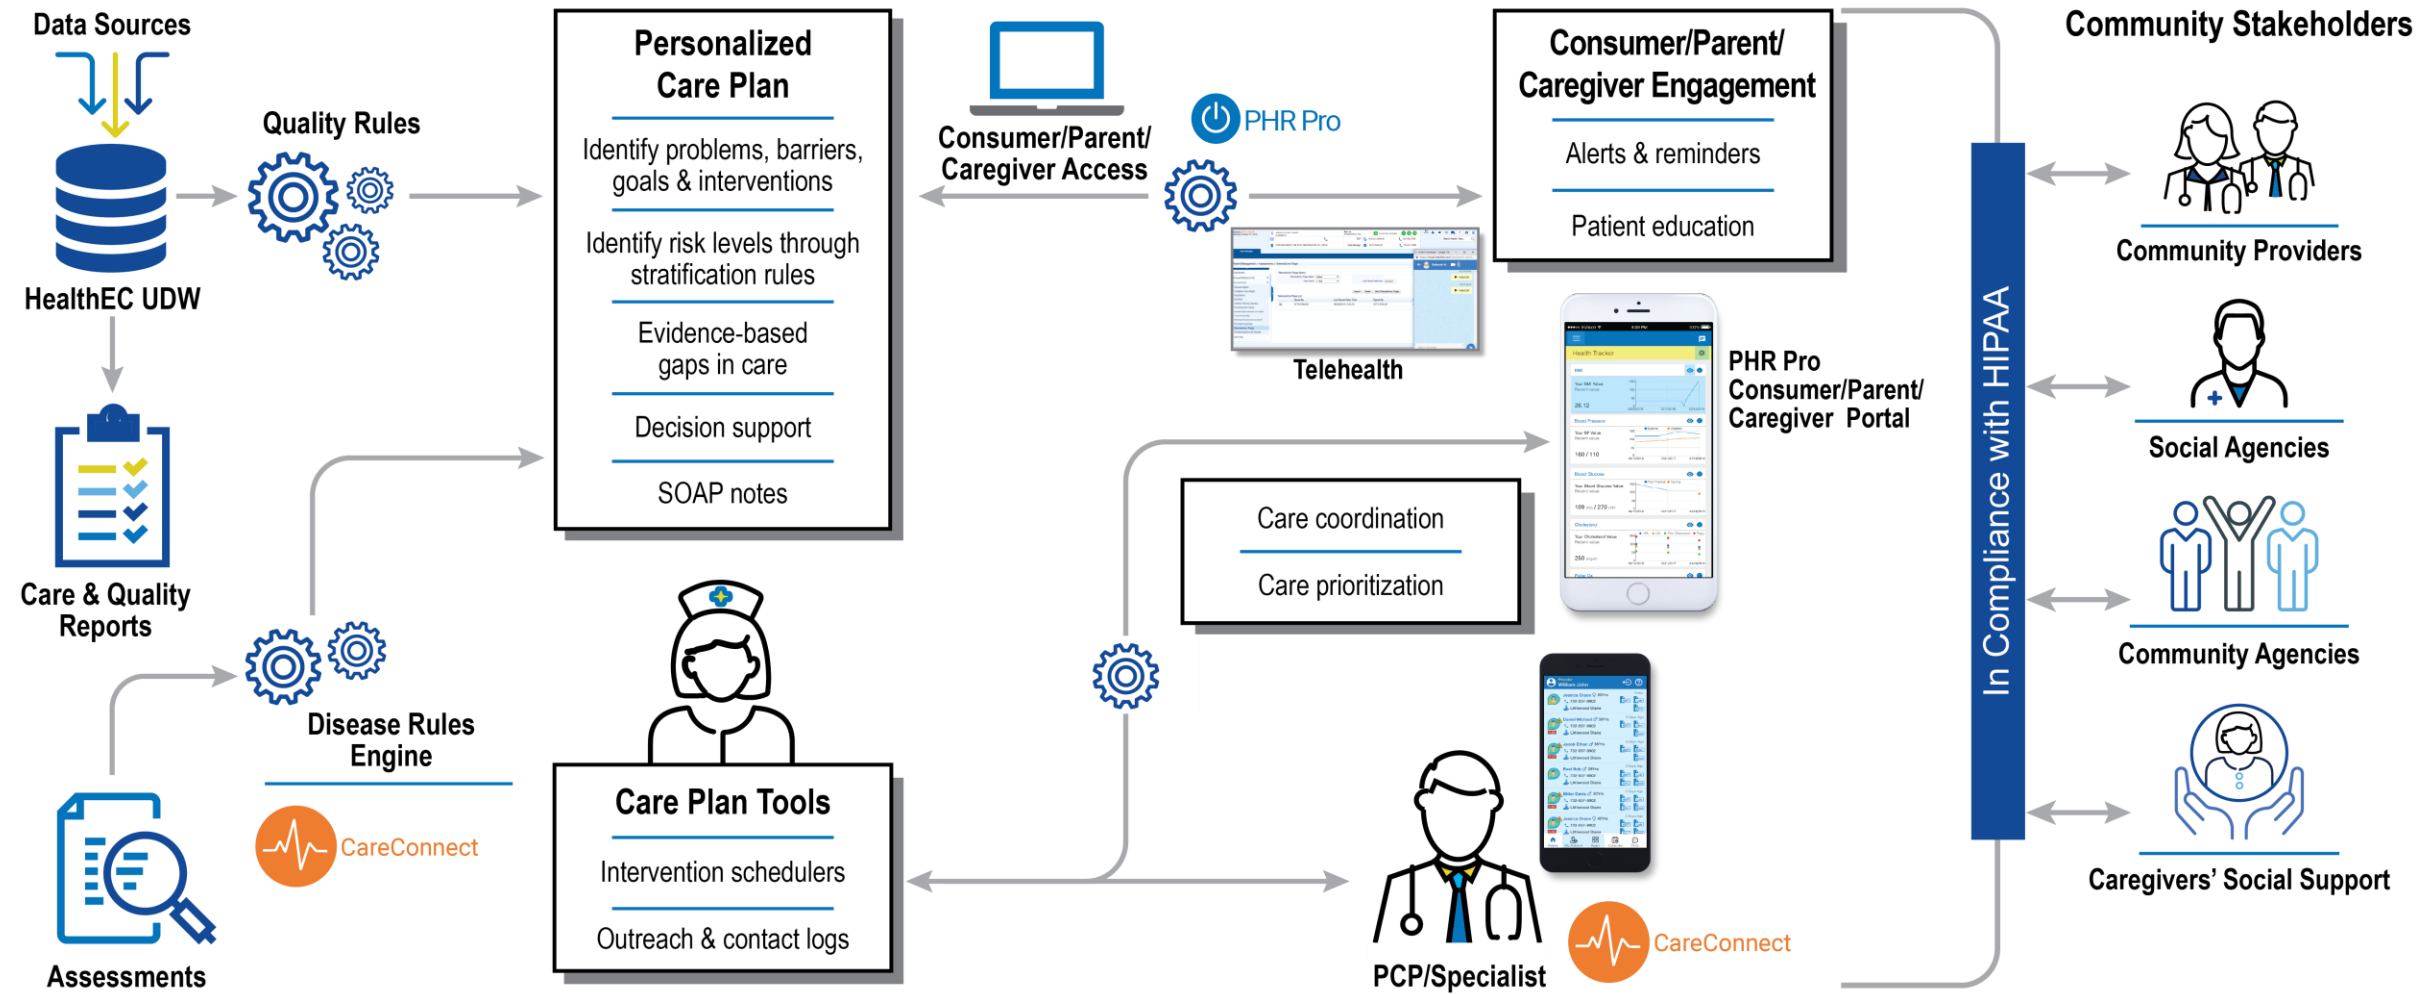 Data Sources
Quality Rules
HealthEC UDW
Care & Quality
Reports
Disease Rules
Engine
CareConnect
Assessments
Personalized
Care Plan
Identify problems, barriers,
goals & interventions
Identify risk levels through
stratification rules
Evidence-based
gaps in care
Decision support
SOAP notes
Care Plan Tools
Intervention schedulers
Outreach & contact logs
Consumer/Parent/
Caregiver Access
PHR Pro
Telehealth
Consumer/Parent/
Caregiver Engagement
Alerts & reminders
Patient education
Health Tracker
PHR Pro
Consumer/Parent/
Caregiver Portal
Care coordination
Care prioritization
PCP/Specialist
CareConnect
In Compliance with HIPAA
Community Stakeholders
Community Providers
Social Agencies
Community Agencies
Caregivers’ Social Support